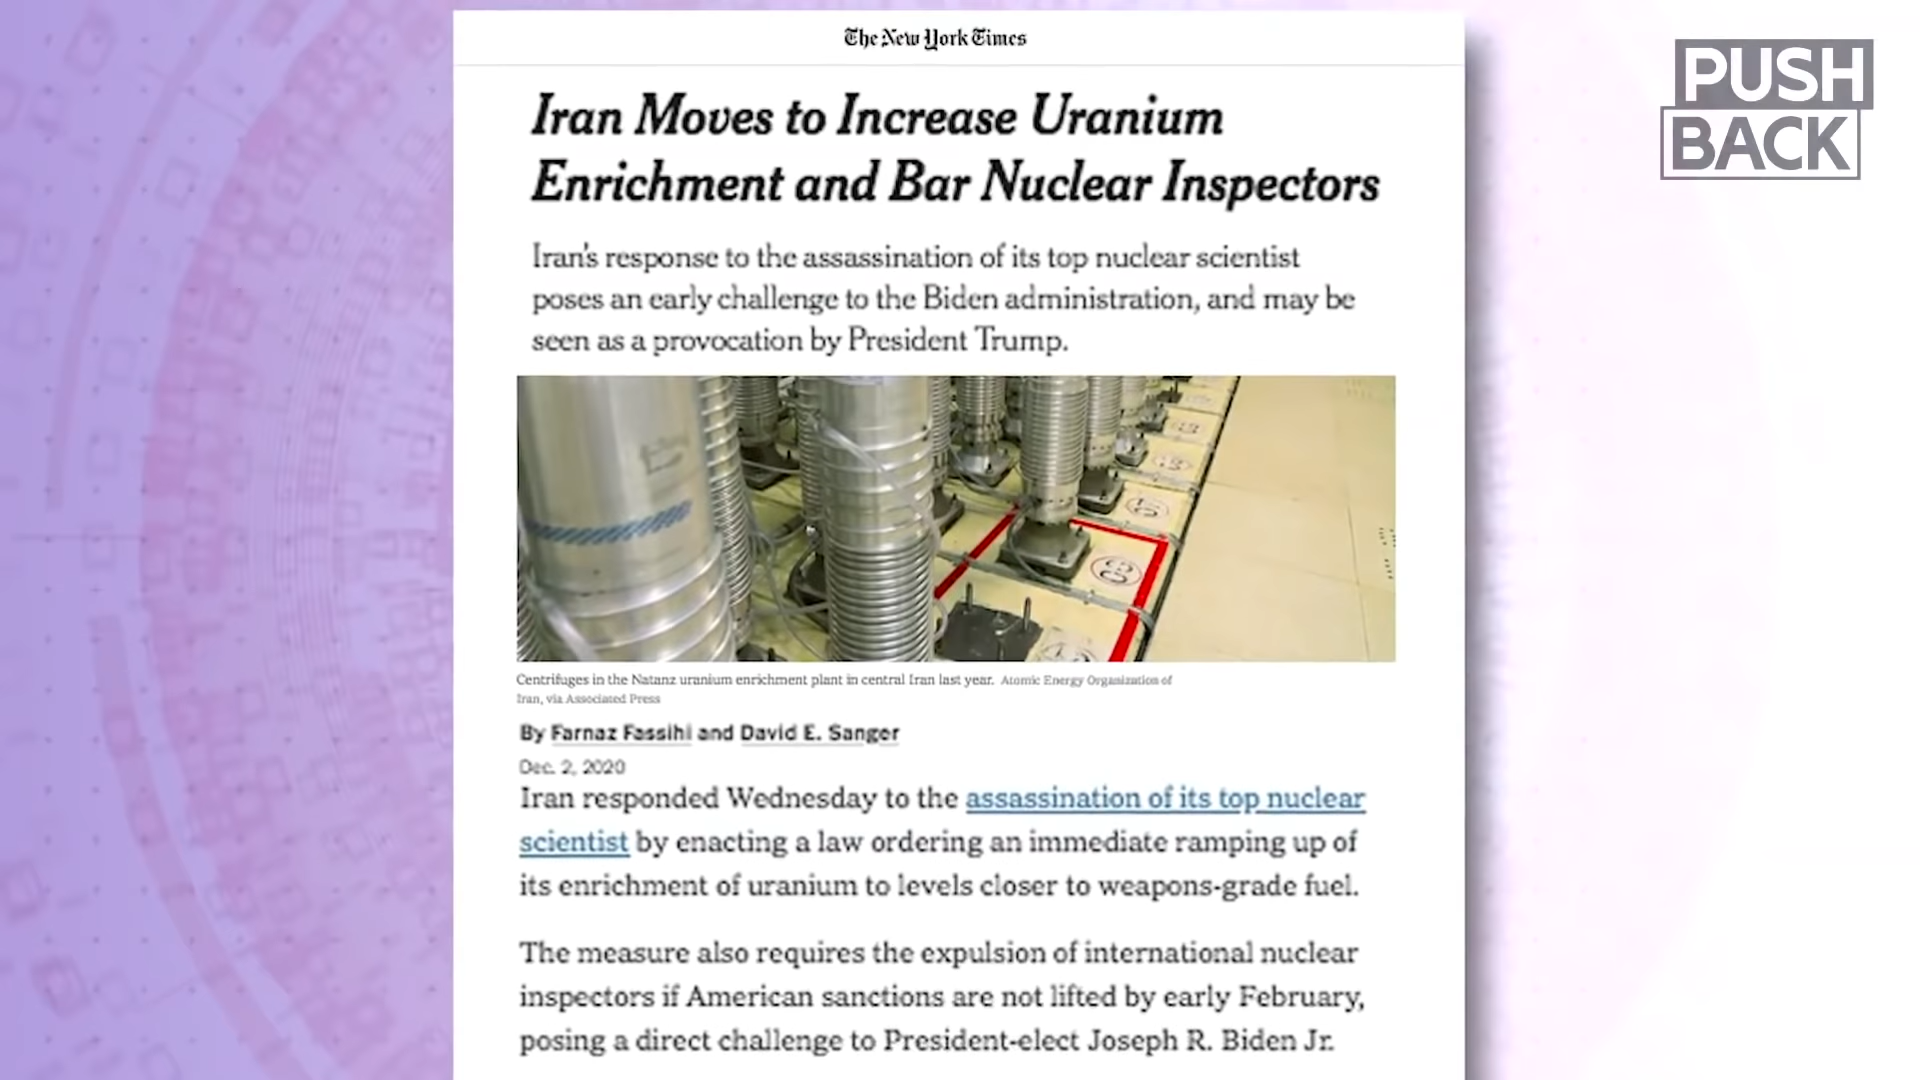 The New York Times
PUSH
BACK
Iran Moves to Increase Uranium
Enrichment and Bar Nuclear Inspectors
Iran's response to the assassination of its top nuclear scientist
poses an early challenge to the Biden administration, and may be
seen as a provocation by President Trump.
Centrifuges in the Natanz uranium enrichment plant in central Iran last year. Atomic Energy Organization of
Iran, via Associated Press
By Farnaz Fassihi and David E. Sanger
Dec. 2, 2020
Iran responded Wednesday to the assassination of its top nuclear
scientist by enacting a law ordering an immediate ramping up of
its enrichment of uranium to levels closer to weapons-grade fuel.
The measure also requires the expulsion of international nuclear
inspectors if American sanctions are not lifted by early February,
posing a direct challenge to President-elect Joseph R. Biden Jr.